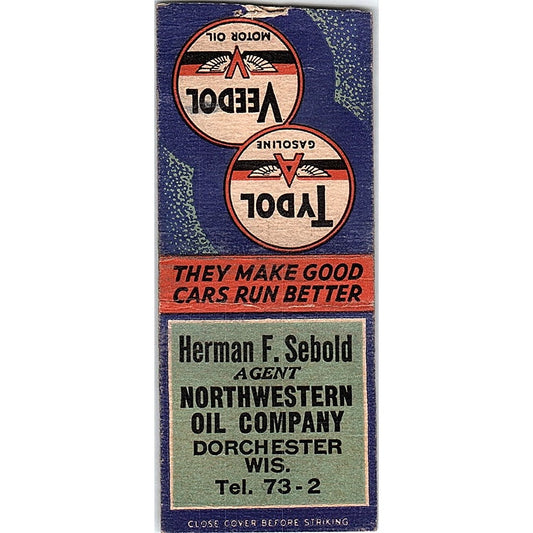 VEEDOL
MOTOR OIL
TYDOL
A
GASOLINE
THEY MAKE GOOD
CARS RUN BETTER
Herman F. Sebold
AGENT
NORTHWESTERN
OIL COMPANY
DORCHESTER
WIS.
Tel. 73-2
CLOSE COVER BEFORE STRIKING